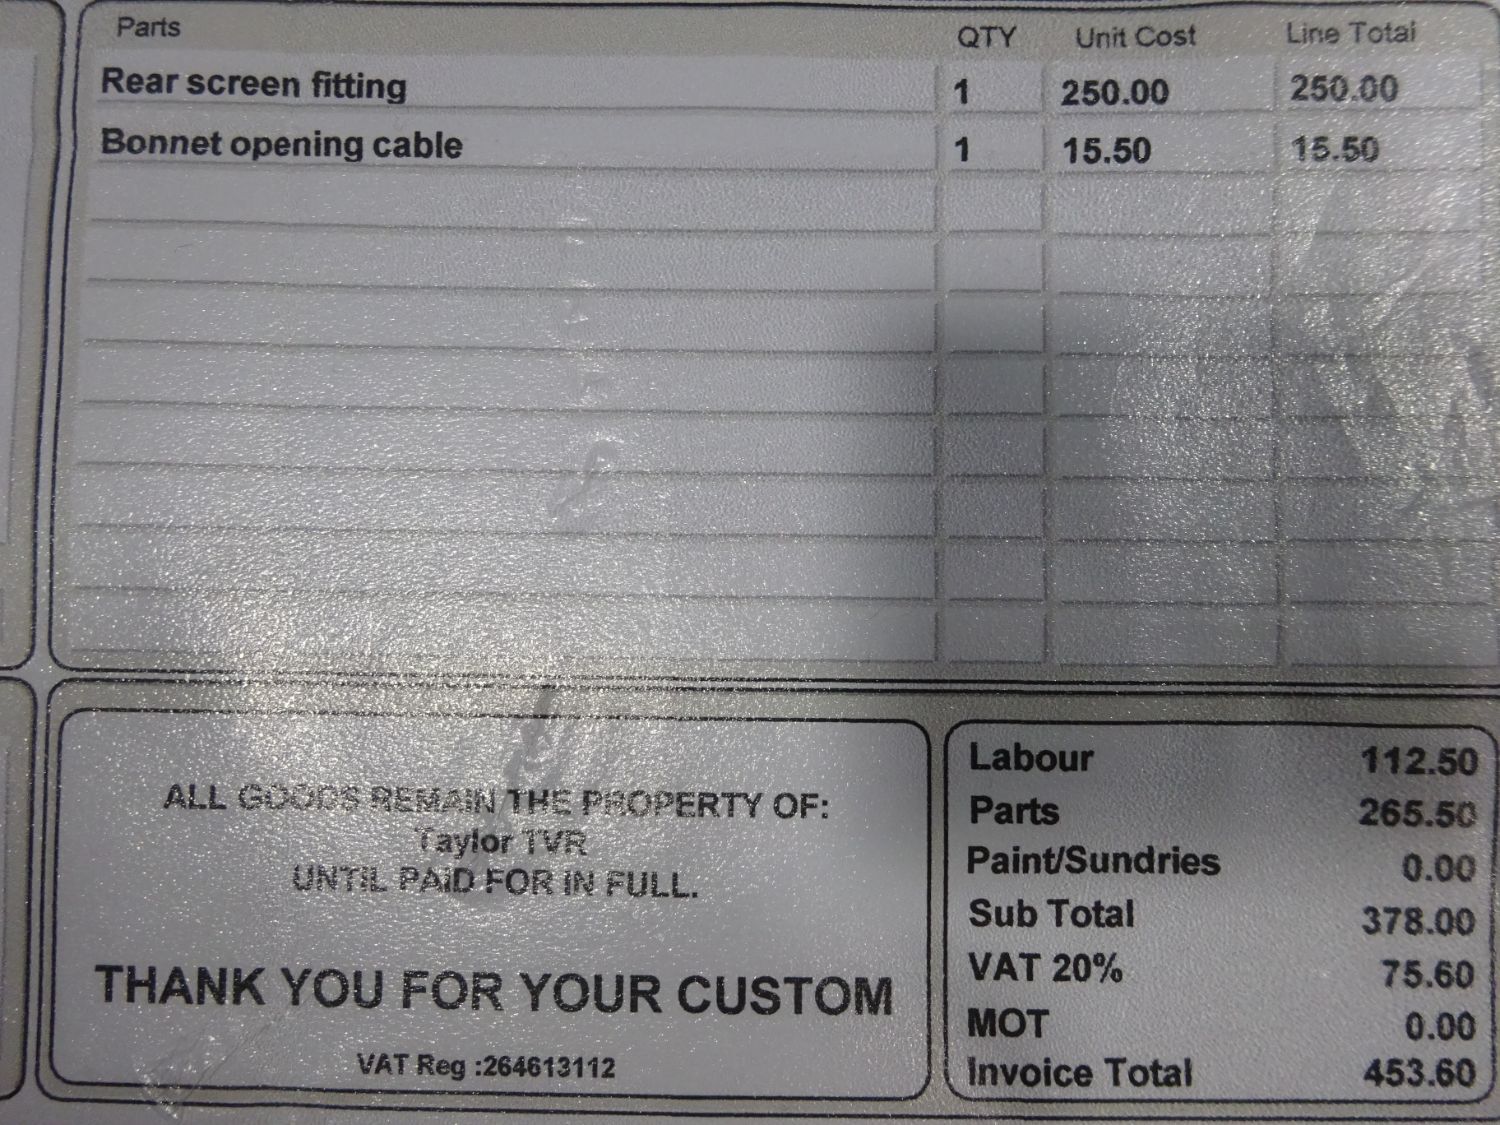 Parts QTY Unit Cost Line Total
Rear screen fitting 1 250.00 250.00
Bonnet opening cable 1 15.50 15.50
ALL GOODS REMAIN THE PROPERTY OF:
Taylor TVR
UNTIL PAID FOR IN FULL.
THANK YOU FOR YOUR CUSTOM
VAT Reg :264613112
Labour 112.50
Parts 265.50
Paint/Sundries 0.00
Sub Total 378.00
VAT 20% 75.60
MOT 0.00
Invoice Total 453.60